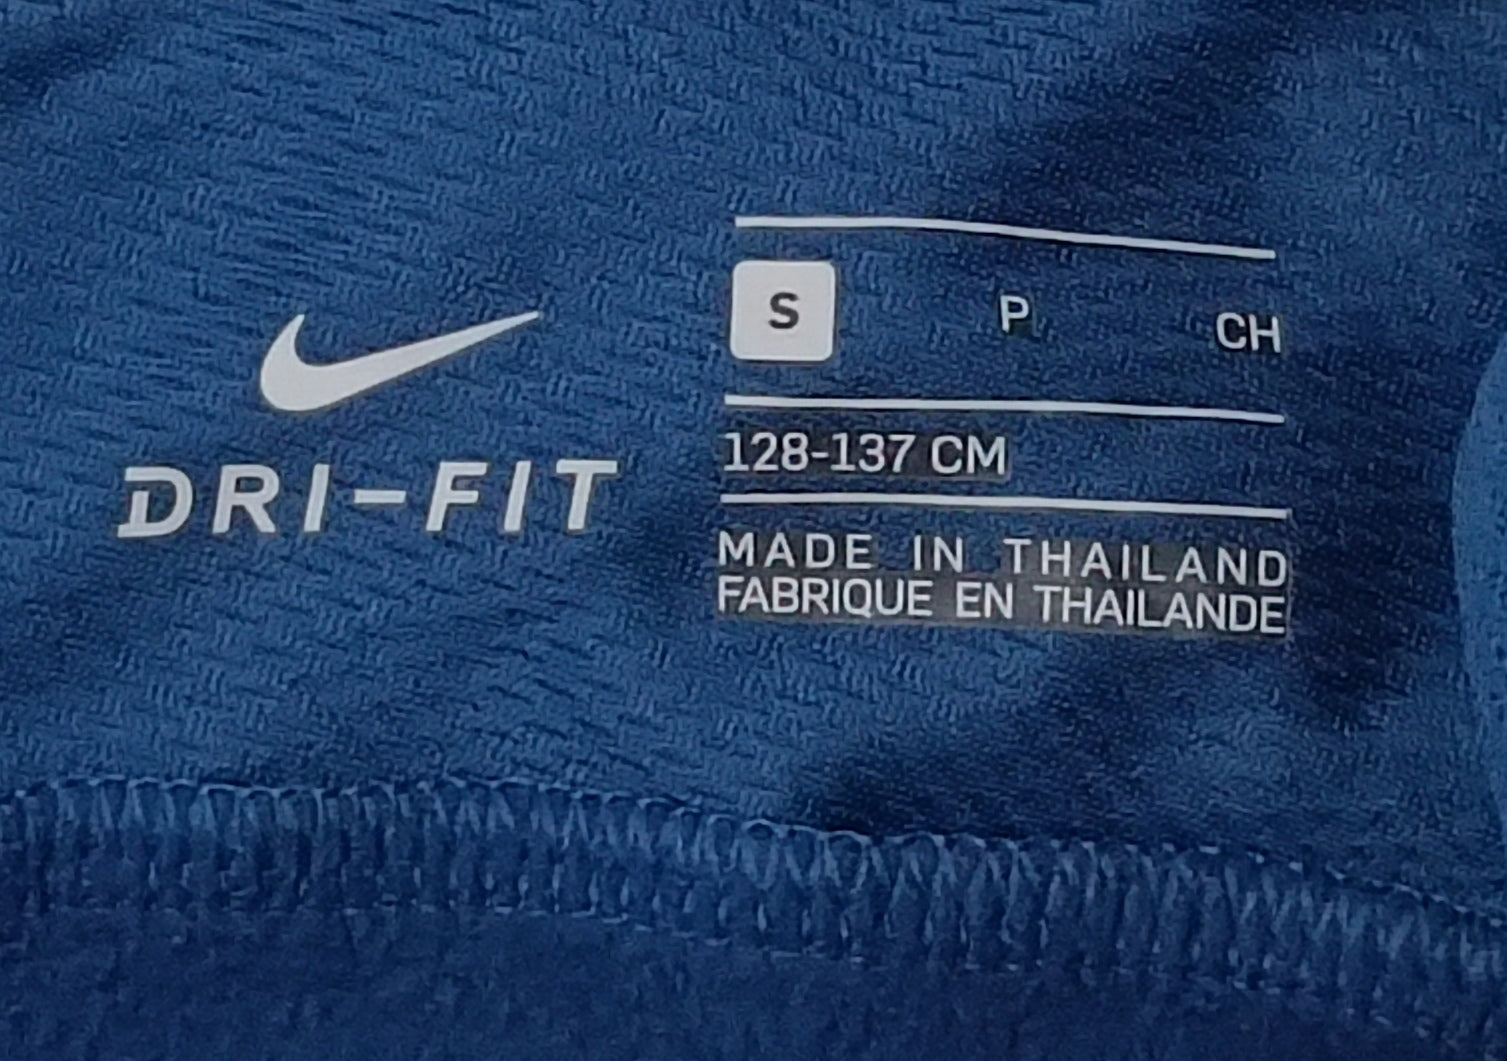 DRI-FIT
S P CH
128-137 CM
MADE IN THAILAND
FABRIQUE EN THAILANDE